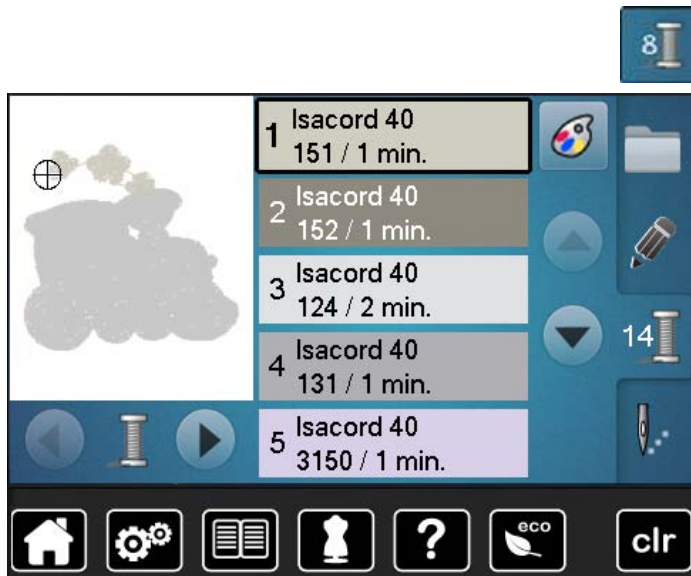 8
1 Isacord 40
151 / 1 min.
2 Isacord 40
152 / 1 min.
3 Isacord 40
124 / 2 min.
14
4 Isacord 40
131 / 1 min.
5 Isacord 40
3150 / 1 min.
?
eco
clr